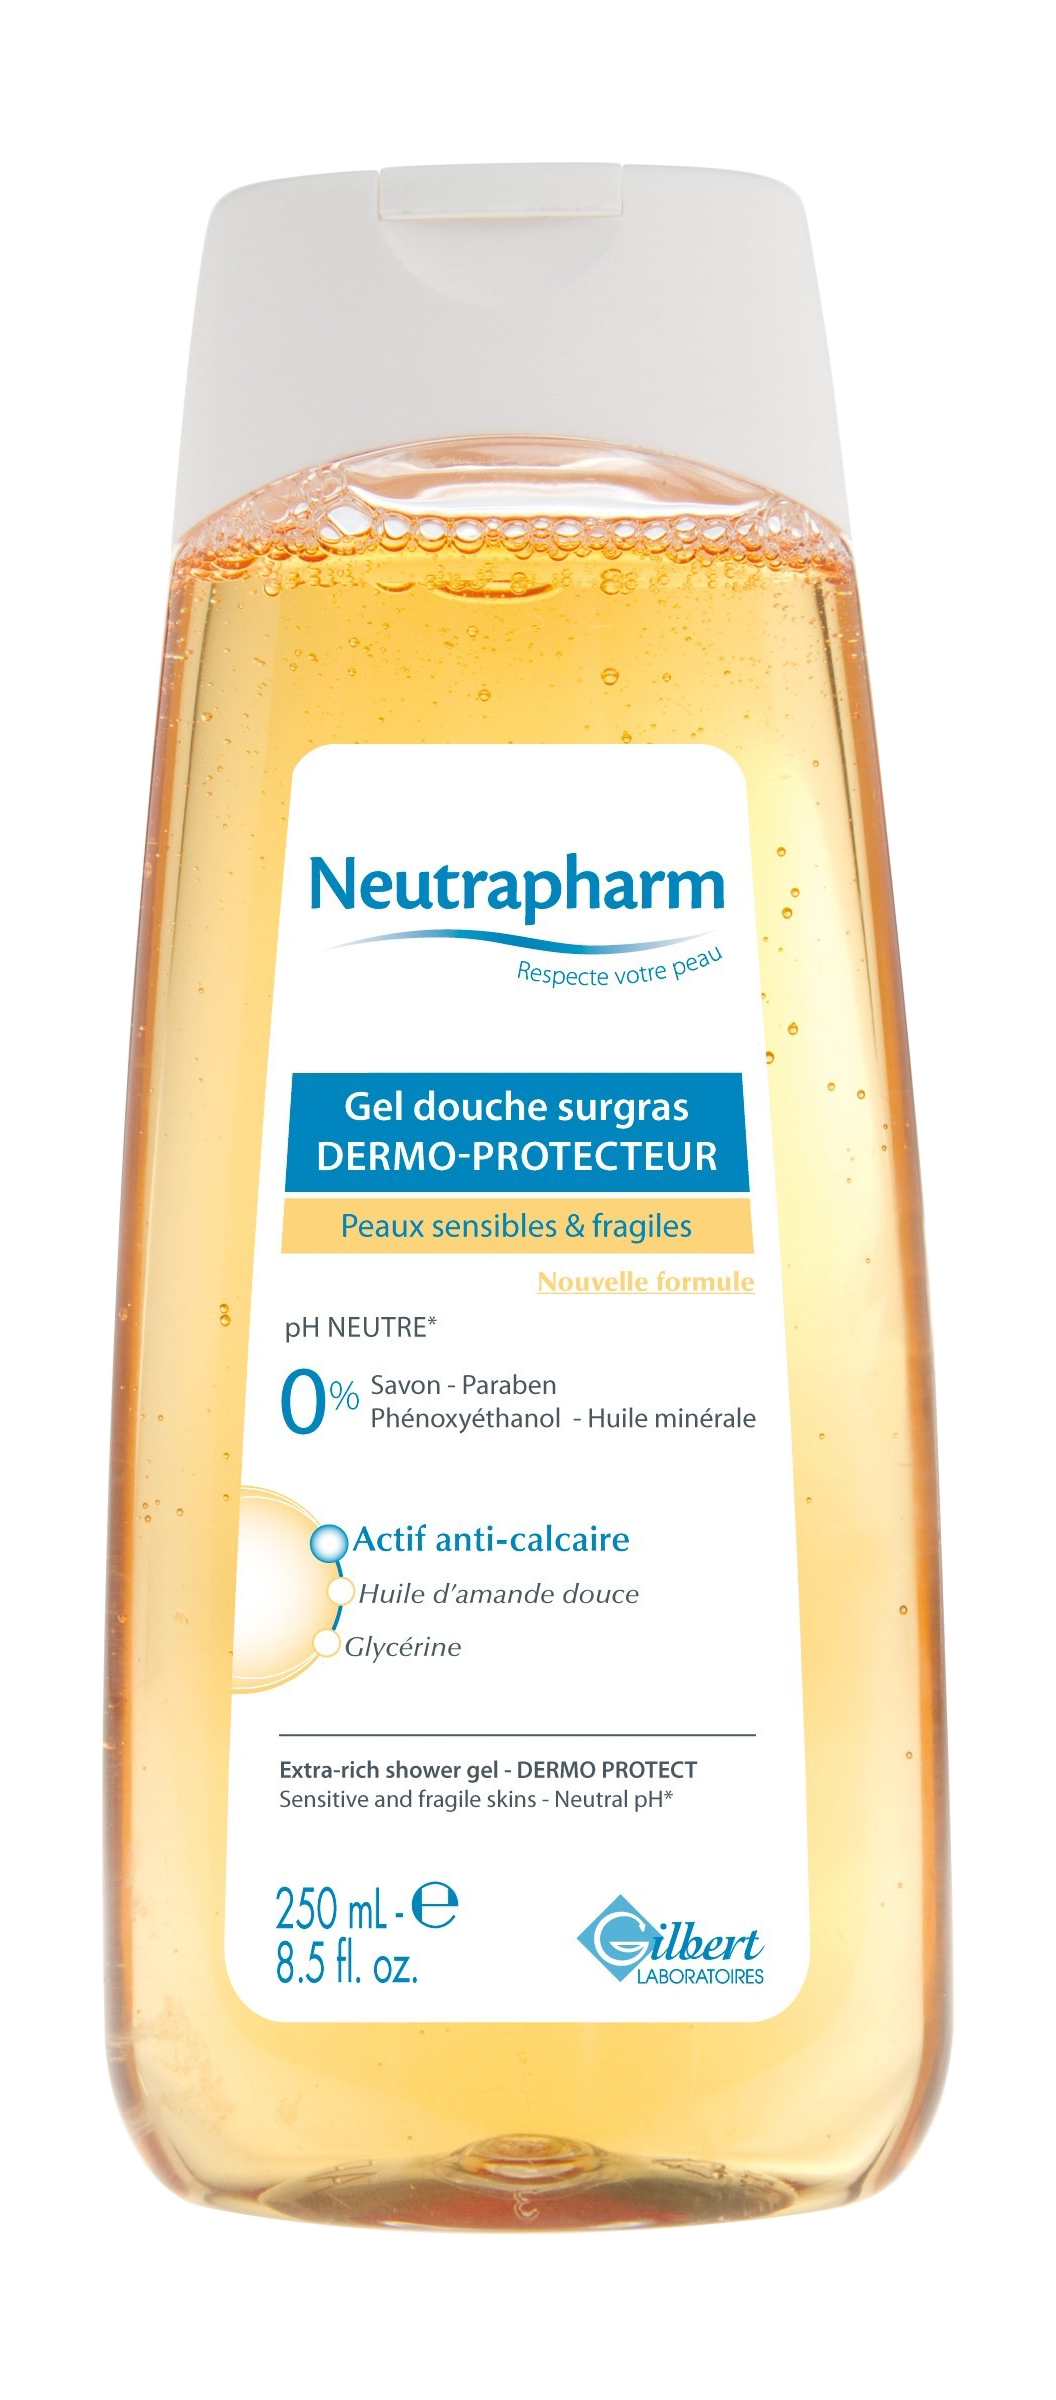 Neutrapharm
Respecte votre peau
Gel douche surgras
DERMO-PROTECTEUR
Peaux sensibles & fragiles
Nouvelle formule
pH NEUTRE*
0% Savon - Paraben
Phénoxyéthanol - Huile minérale
Actif anti-calcaire
Huile d'amande douce
Glycérine
Extra-rich shower gel - DERMO PROTECT
Sensitive and fragile skins - Neutral pH*
250 mL - ℮
8.5 fl. oz.
Gilbert
LABORATOIRES